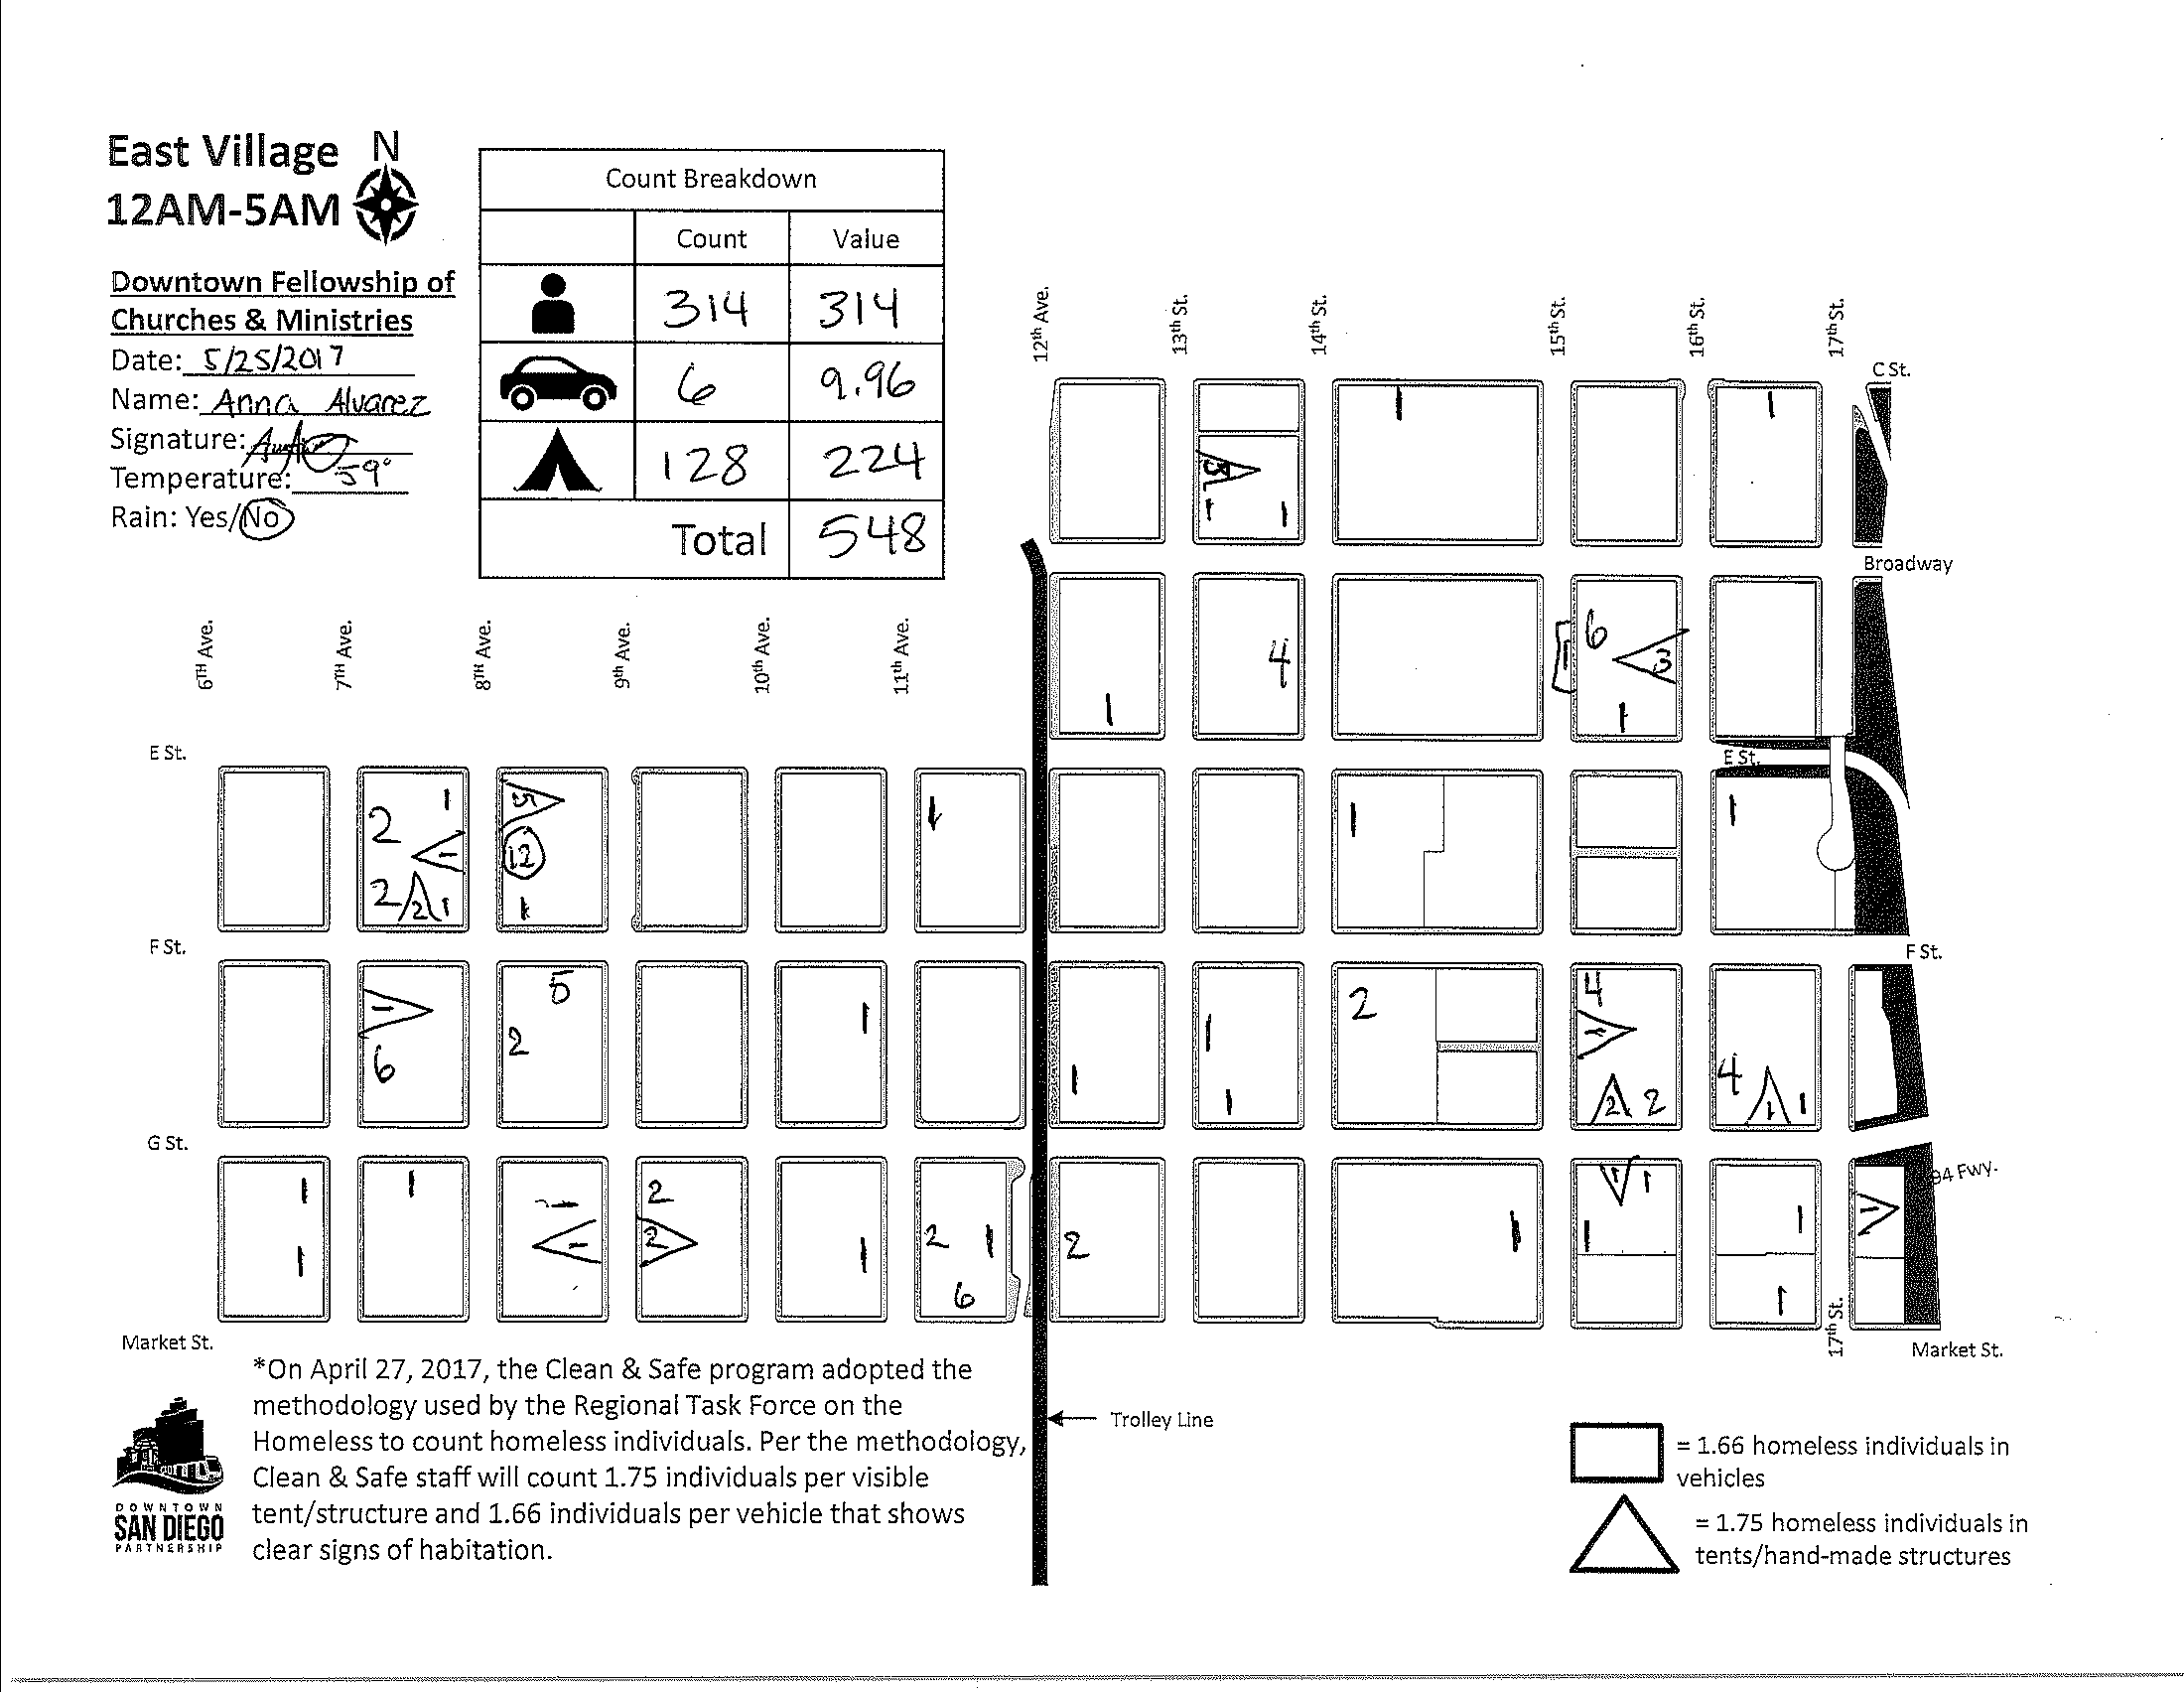 East Village N
12AM-5AM
Downtown Fellowship of
Churches & Ministries
Date: 5/25/2017
Name: Anna Alvarez
Signature:
Temperature: 59°
Rain: Yes/No
Count Breakdown
Count Value
314 314
6 9.96
128 224
Total 548
12th Ave.
13th St.
14th St.
15th St.
16th St.
17th St.
C St.
1 1
3
1 1
Broadway
6TH Ave.
7TH Ave.
8TH Ave.
9th Ave.
10th Ave.
11th Ave.
6
4 1 3
1 1
E St.
E St.
1 5
2 1 1 1
1 12
2 2 1 1
F St.
F St.
5 4
1 1 2
2 1 1
6 1 4
1 2 2 1 1
G St.
94 Fwy.
1 1 1 2 1 1
1 1
1 2 2 1 2 1 1 1
1 1
6 1
17th St.
Market St.
Market St.
*On April 27, 2017, the Clean & Safe program adopted the
methodology used by the Regional Task Force on the
Homeless to count homeless individuals. Per the methodology,
Clean & Safe staff will count 1.75 individuals per visible
tent/structure and 1.66 individuals per vehicle that shows
clear signs of habitation.
DOWNTOWN
SAN DIEGO
PARTNERSHIP
Trolley Line
= 1.66 homeless individuals in
vehicles
= 1.75 homeless individuals in
tents/hand-made structures